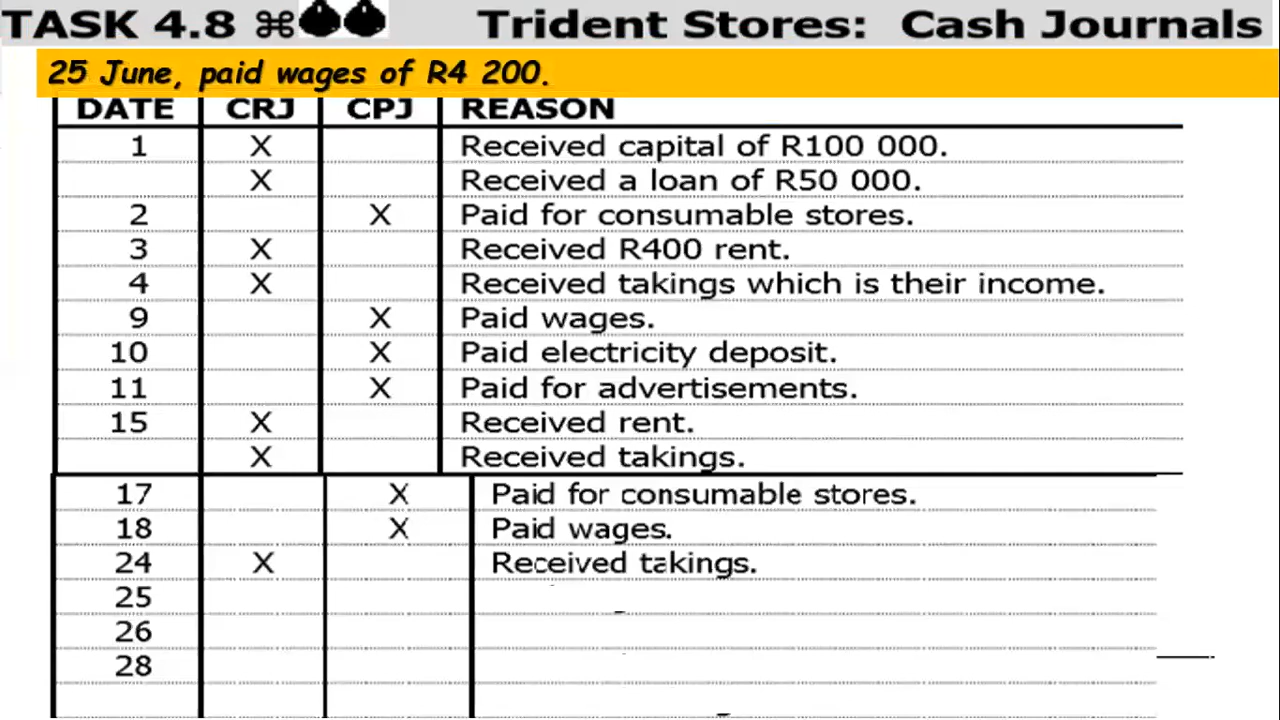 TASK 4.8 ⌘ Trident Stores: Cash Journals
25 June, paid wages of R4 200.
DATE CRJ CPJ REASON
1 X Received capital of R100 000.
X Received a loan of R50 000.
2 X Paid for consumable stores.
3 X Received R400 rent.
4 X Received takings which is their income.
9 X Paid wages.
10 X Paid electricity deposit.
11 X Paid for advertisements.
15 X Received rent.
X Received takings.
17 X Paid for consumable stores.
18 X Paid wages.
24 X Received takings.
25
26
28